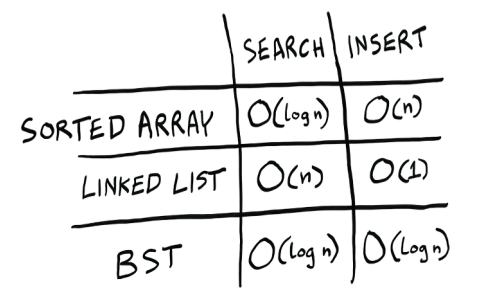 SEARCH INSERT
SORTED ARRAY O(log n) O(n)
LINKED LIST O(n) O(1)
BST O(log n) O(log n)